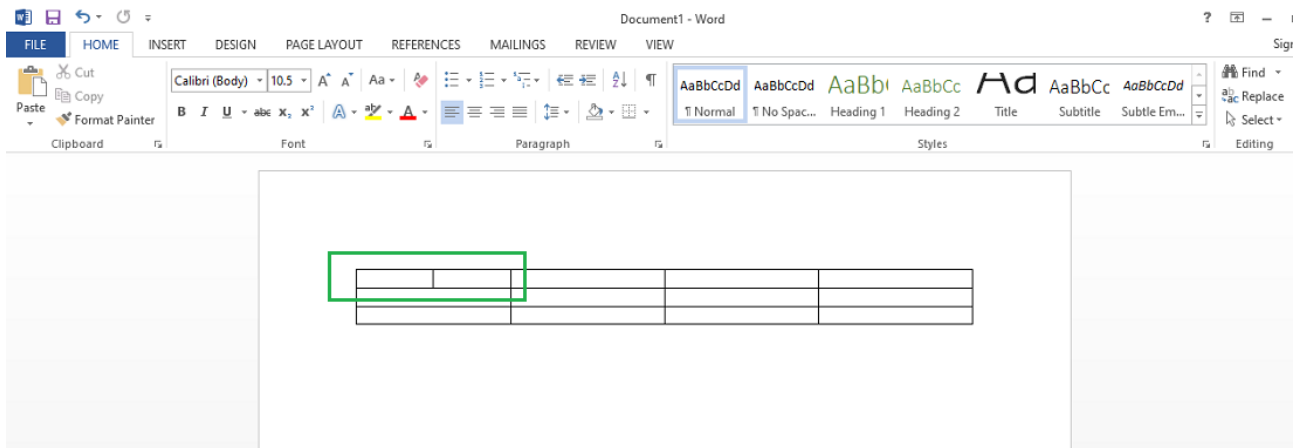 Document1 - Word
?
FILE HOME INSERT DESIGN PAGE LAYOUT REFERENCES MAILINGS REVIEW VIEW
Cut
Copy
Paste
Format Painter
Clipboard
Calibri (Body) 10.5 A A Aa
B I U abc X₂ X² A aby A
Font
Paragraph
AaBbCcDd AaBbCcDd AaBb AaBbCc Aa AaBbCc AaBbCcDd
¶ Normal ¶ No Spac... Heading 1 Heading 2 Title Subtitle Subtle Em...
Styles
Find
Replace
Select
Editing